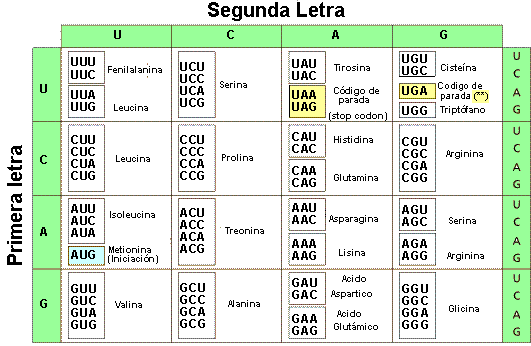 Segunda Letra
U C A G
Primera letra
U
UUU
UUC
Fenilalanina
UUA
UUG
Leucina
UCU
UCC
UCA
UCG
Serina
UAU
UAC
Tirosina
UAA
UAG
Código de
parada
(stop codon)
UGU
UGC
Cisteína
UGA
Codigo de
parada (**)
UGG
Triptófano
U
C
A
G
C
CUU
CUC
CUA
CUG
Leucina
CCU
CCC
CCA
CCG
Prolina
CAU
CAC
Histidina
CAA
CAG
Glutamina
CGU
CGC
CGA
CGG
Arginina
U
C
A
G
A
AUU
AUC
AUA
Isoleucina
AUG
Metionina
(Iniciación)
ACU
ACC
ACA
ACG
Treonina
AAU
AAC
Asparagina
AAA
AAG
Lisina
AGU
AGC
Serina
AGA
AGG
Arginina
U
C
A
G
G
GUU
GUC
GUA
GUG
Valina
GCU
GCC
GCA
GCG
Alanina
GAU
GAC
Acido
Aspartico
GAA
GAG
Acido
Glutámico
GGU
GGC
GGA
GGG
Glicina
U
C
A
G